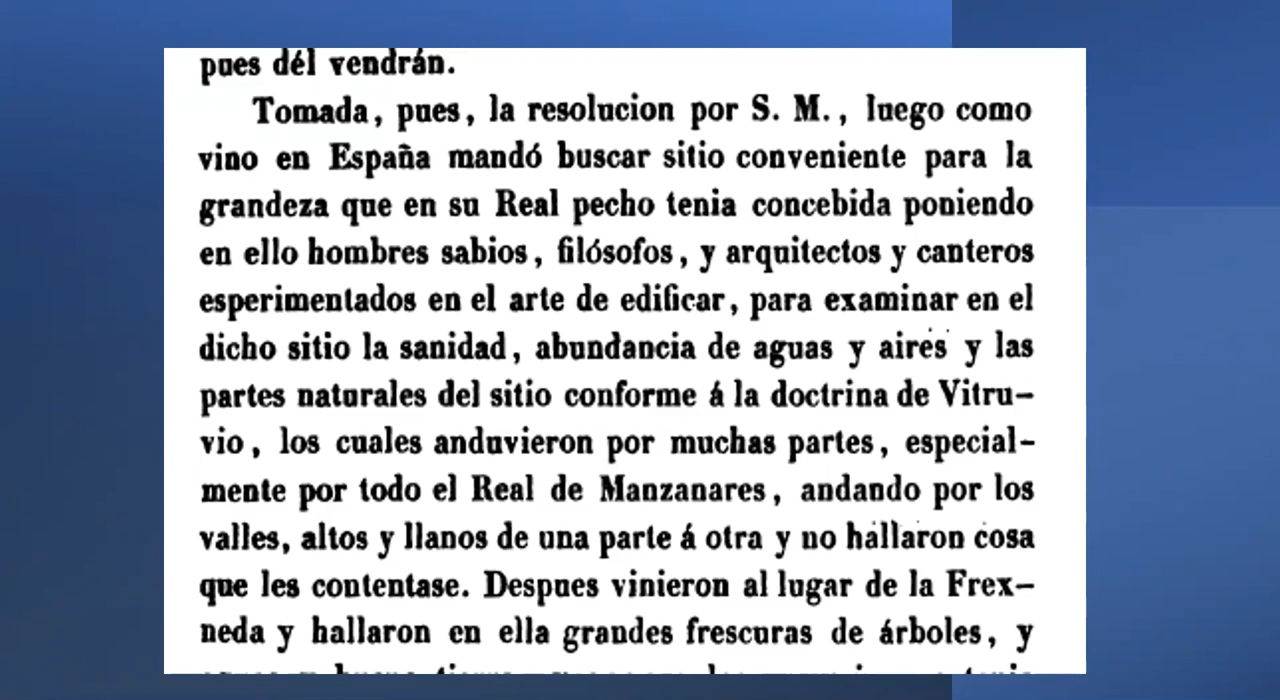 pues dél vendrán.
Tomada, pues, la resolucion por S. M., luego como
vino en España mandó buscar sitio conveniente para la
grandeza que en su Real pecho tenia concebida poniendo
en ello hombres sabios, filósofos, y arquitectos y canteros
esperimentados en el arte de edificar, para examinar en el
dicho sitio la sanidad, abundancia de aguas y aires y las
partes naturales del sitio conforme á la doctrina de Vitru-
vio, los cuales anduvieron por muchas partes, especial-
mente por todo el Real de Manzanares, andando por los
valles, altos y llanos de una parte á otra y no hallaron cosa
que les contentase. Despues vinieron al lugar de la Frex-
neda y hallaron en ella grandes frescuras de árboles, y